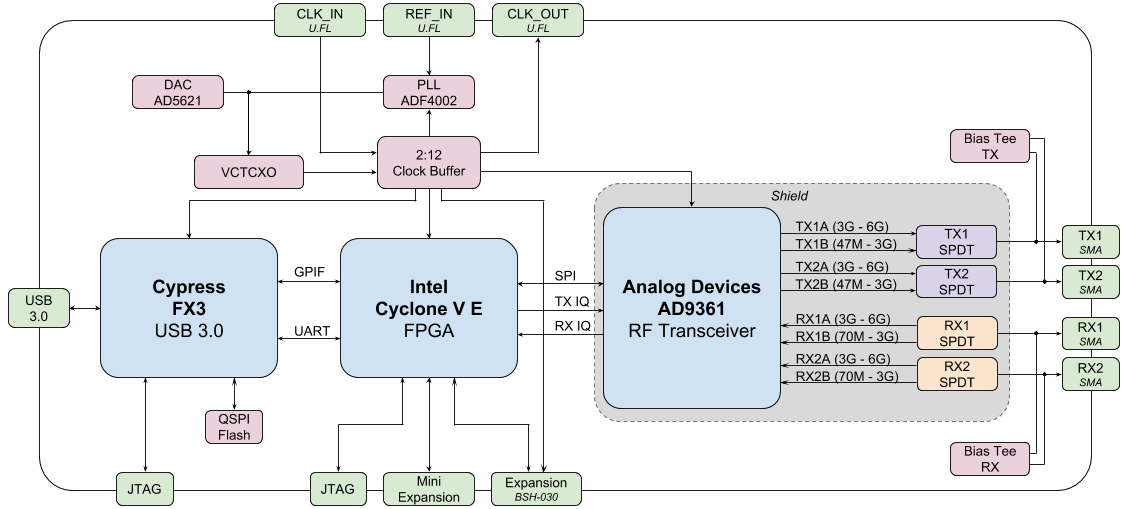 CLK_IN
U.FL
REF_IN
U.FL
CLK_OUT
U.FL
DAC
AD5621
PLL
ADF4002
2:12
Clock Buffer
VCTCXO
Bias Tee
TX
Shield
Cypress
FX3
USB 3.0
GPIF
UART
Intel
Cyclone V E
FPGA
SPI
TX IQ
RX IQ
Analog Devices
AD9361
RF Transceiver
TX1A (3G - 6G)
TX1B (47M - 3G)
TX2A (3G - 6G)
TX2B (47M - 3G)
RX1A (3G - 6G)
RX1B (70M - 3G)
RX2A (3G - 6G)
RX2B (70M - 3G)
TX1
SPDT
TX2
SPDT
RX1
SPDT
RX2
SPDT
TX1
SMA
TX2
SMA
RX1
SMA
RX2
SMA
USB
3.0
QSPI
Flash
Bias Tee
RX
JTAG
JTAG
Mini
Expansion
Expansion
BSH-030